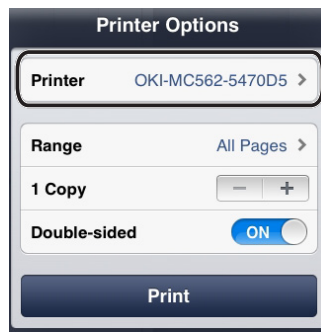 Printer Options
Printer OKI-MC562-5470D5 >
Range All Pages >
1 Copy − +
Double-sided ON
Print